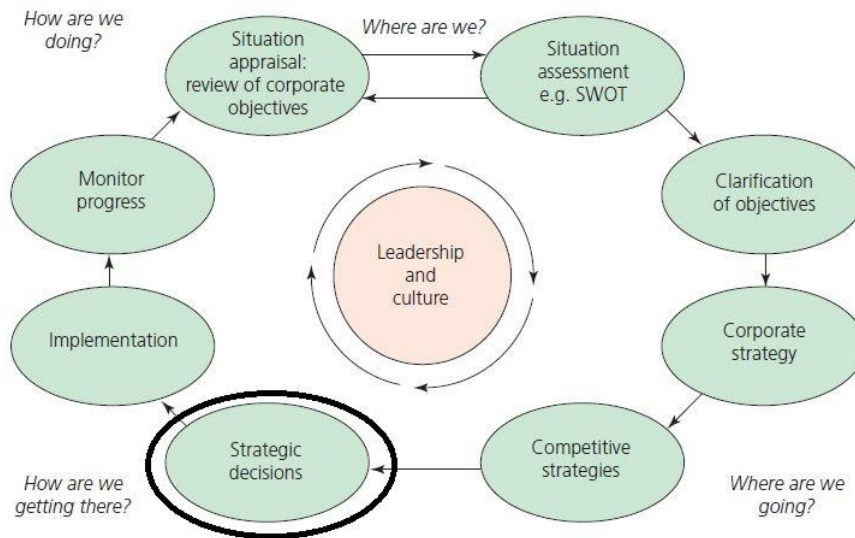 How are we
doing?
Situation
appraisal:
review of corporate
objectives
Where are we?
Situation
assessment
e.g. SWOT
Monitor
progress
Clarification
of objectives
Leadership
and
culture
Implementation
Corporate
strategy
Strategic
decisions
Competitive
strategies
How are we
getting there?
Where are we
going?